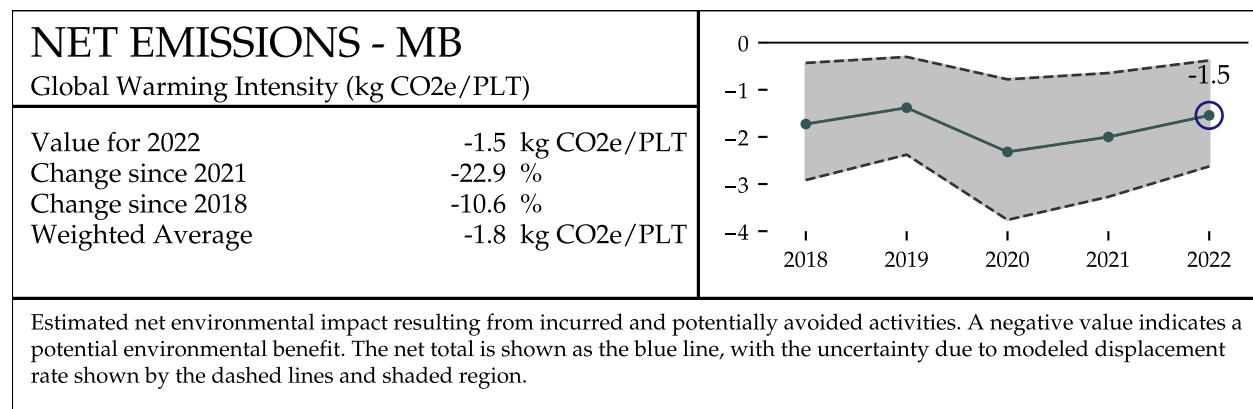 NET EMISSIONS - MB
Global Warming Intensity (kg CO2e/PLT)
Value for 2022 -1.5 kg CO2e/PLT
Change since 2021 -22.9 %
Change since 2018 -10.6 %
Weighted Average -1.8 kg CO2e/PLT
0
−1
−2
−3
−4
-1.5
2018 2019 2020 2021 2022
Estimated net environmental impact resulting from incurred and potentially avoided activities. A negative value indicates a
potential environmental benefit. The net total is shown as the blue line, with the uncertainty due to modeled displacement
rate shown by the dashed lines and shaded region.